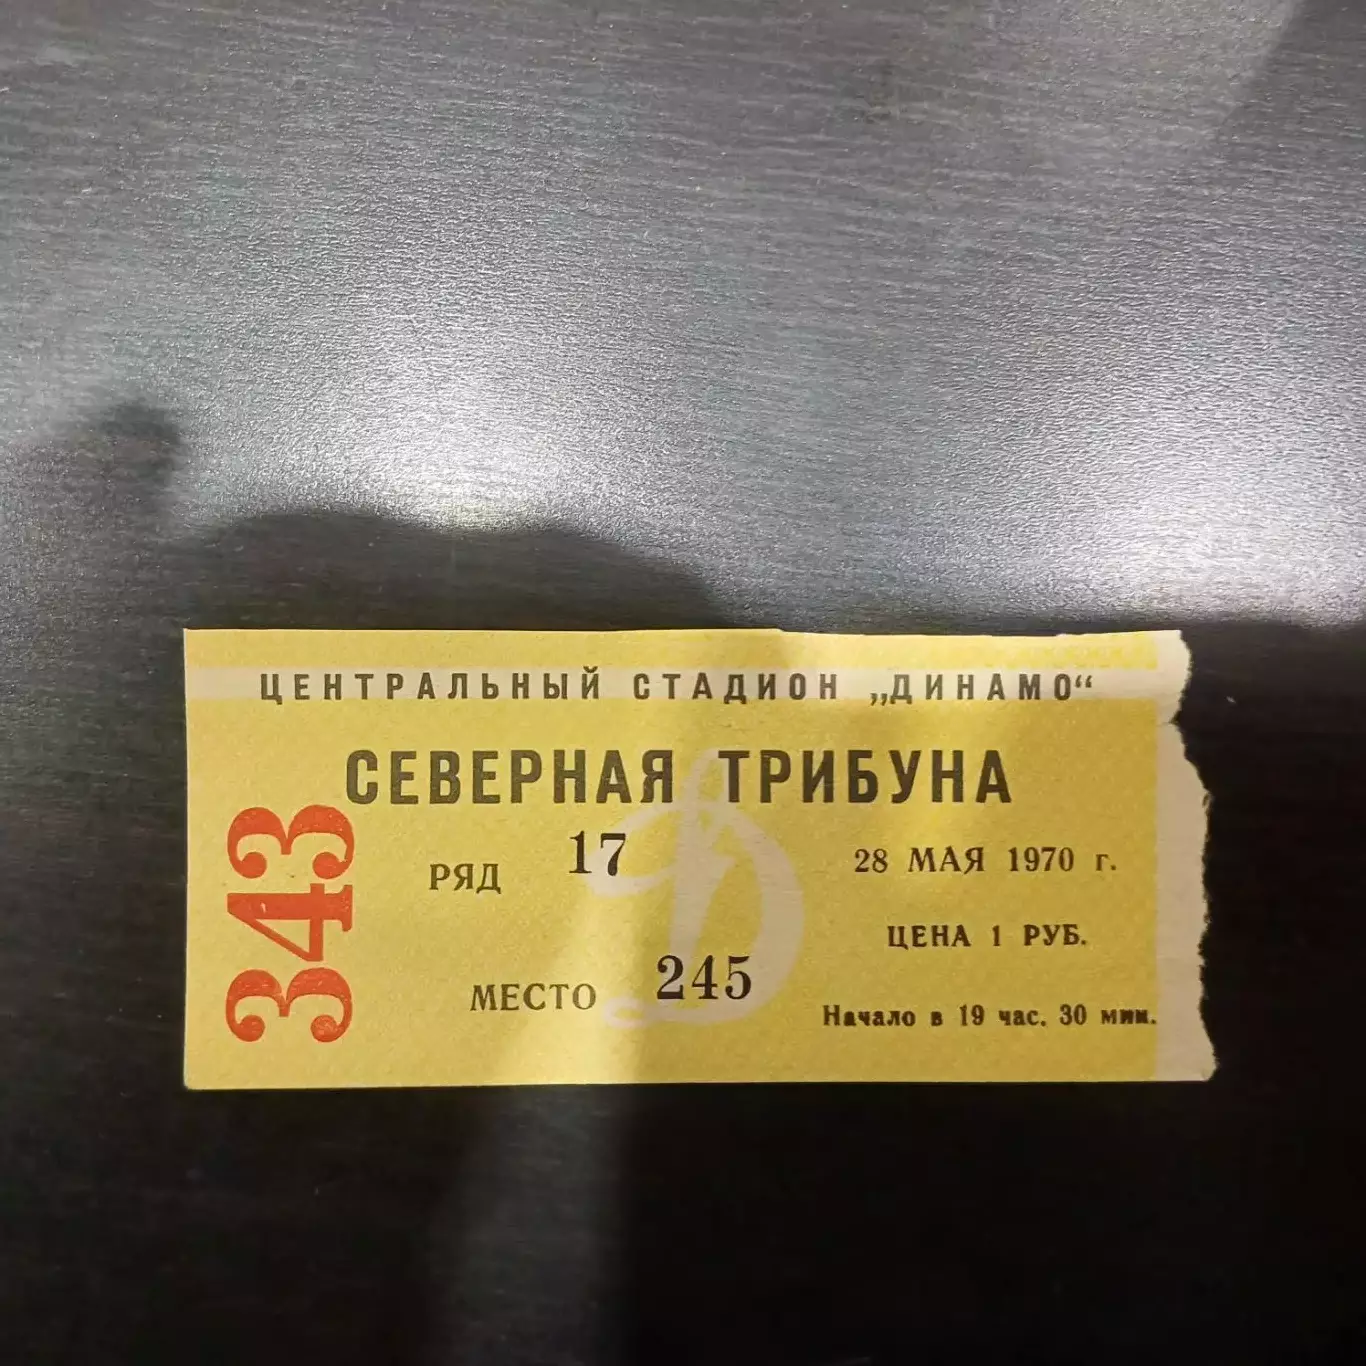 ЦЕНТРАЛЬНЫЙ СТАДИОН „ДИНАМО“
СЕВЕРНАЯ ТРИБУНА
343
РЯД 17
28 МАЯ 1970 г.
ЦЕНА 1 РУБ.
МЕСТО 245
Начало в 19 час. 30 мин.